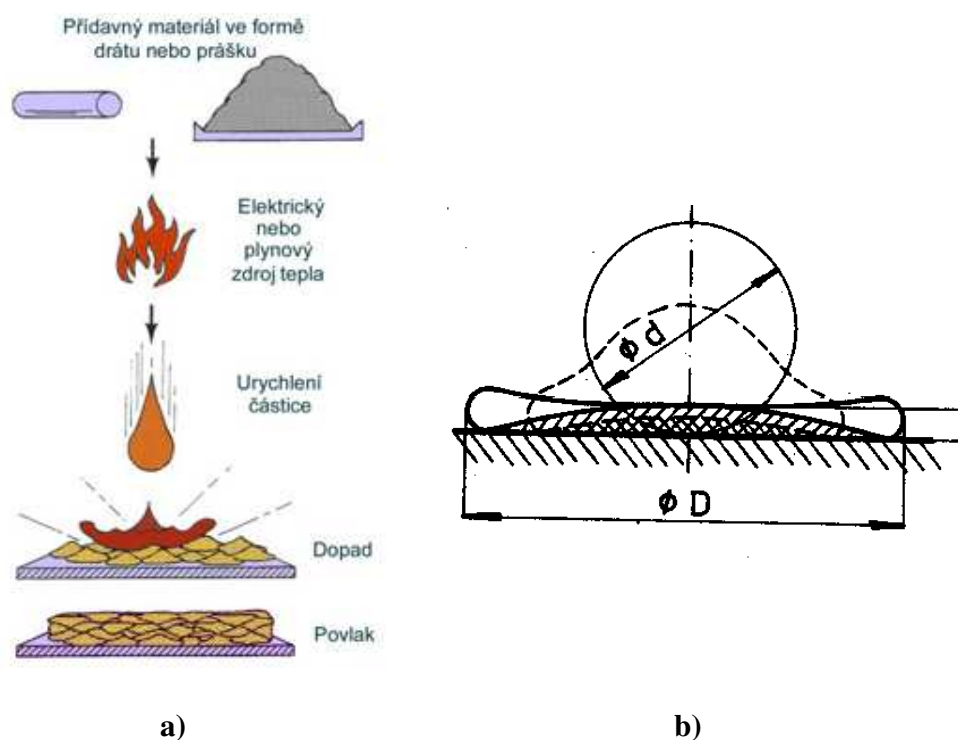 Přídavný materiál ve formě
drátu nebo prášku
Elektrický
nebo
plynový
zdroj tepla
Urychlení
částice
Dopad
Povlak
ϕ d
ϕ D
a)
b)